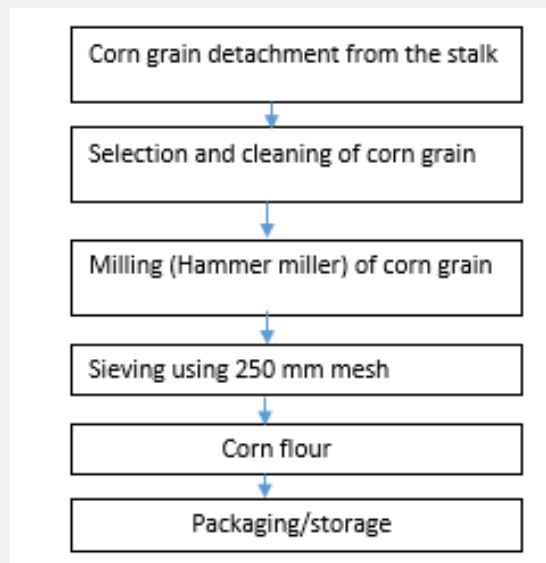 Corn grain detachment from the stalk
Selection and cleaning of corn grain
Milling (Hammer miller) of corn grain
Sieving using 250 mm mesh
Corn flour
Packaging/storage